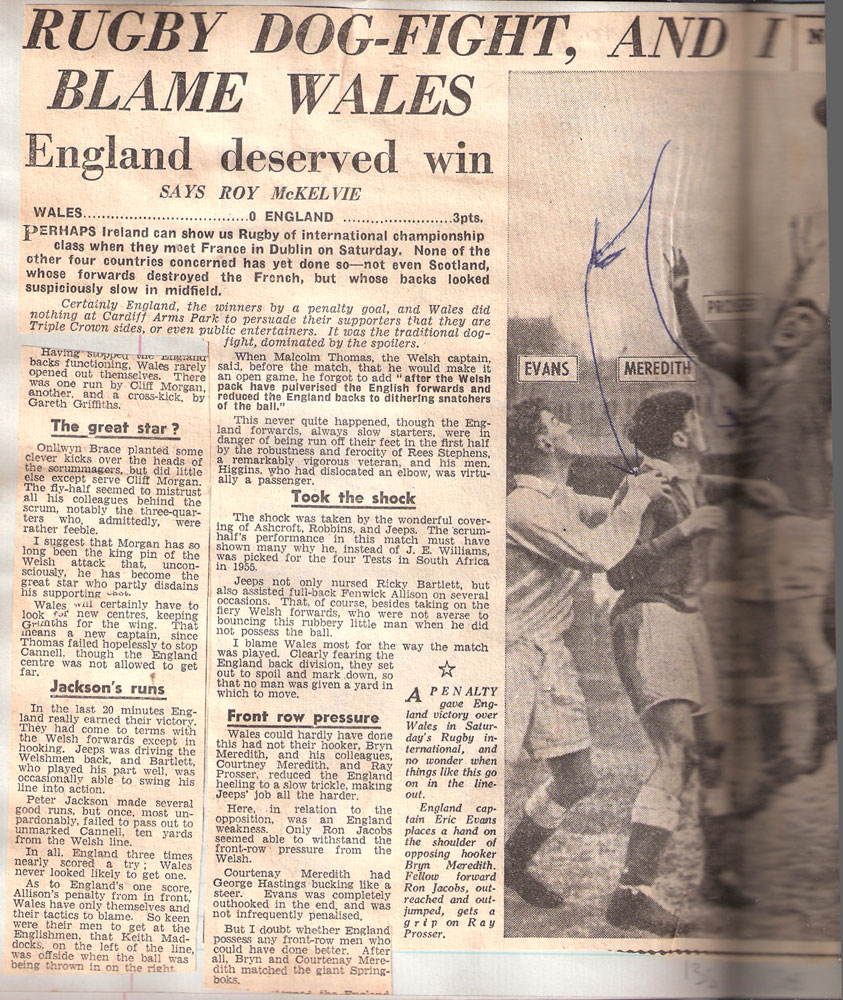 RUGBY DOG-FIGHT, AND I
BLAME WALES
England deserved win
SAYS ROY McKELVIE
WALES..............................0 ENGLAND ....................3pts.
PERHAPS Ireland can show us Rugby of international championship
class when they meet France in Dublin on Saturday. None of the
other four countries concerned has yet done so—not even Scotland,
whose forwards destroyed the French, but whose backs looked
suspiciously slow in midfield.
Certainly England, the winners by a penalty goal, and Wales did
nothing at Cardiff Arms Park to persuade their supporters that they are
Triple Crown sides, or even public entertainers. It was the traditional dog-
fight, dominated by the spoilers.
When Malcolm Thomas, the Welsh captain,
said, before the match, that he would make it
an open game, he forgot to add "after the Welsh
pack have pulverised the English forwards and
reduced the England backs to dithering snatchers
of the ball."
This never quite happened, though the Eng-
land forwards, always slow starters, were in
danger of being run off their feet in the first half
by the robustness and ferocity of Rees Stephens,
a remarkably vigorous veteran, and his men.
Higgins, who had dislocated an elbow, was virtu-
ally a passenger.
Took the shock
The shock was taken by the wonderful cover-
ing of Ashcroft, Robbins, and Jeeps. The scrum-
half's performance in this match must have
shown many why he, instead of J. E. Williams,
was picked for the four Tests in South Africa
in 1955.
Jeeps not only nursed Ricky Bartlett, but
also assisted full-back Fenwick Allison on several
occasions. That, of course, besides taking on the
fiery Welsh forwards, who were not averse to
bouncing this rubbery little man when he did
not possess the ball.
I blame Wales most for the way the match
was played. Clearly fearing the
England back division, they set
out to spoil and mark down, so
that no man was given a yard in
which to move.
Front row pressure
Wales could hardly have done
this had not their hooker, Bryn
Meredith, and his colleagues,
Courtney Meredith, and Ray
Prosser, reduced the England
heeling to a slow trickle, making
Jeeps' job all the harder.
Here, in relation to the
opposition, was an England
weakness. Only Ron Jacobs
seemed able to withstand the
front-row pressure from the
Welsh.
Courtenay Meredith had
George Hastings bucking like a
steer. Evans was completely
outhooked in the end, and was
not infrequently penalised.
But I doubt whether England
possess any front-row men who
could have done better. After
all, Bryn and Courtenay Mere-
dith matched the giant Spring-
boks.
Having stopped the England
backs functioning, Wales rarely
opened out themselves. There
was one run by Cliff Morgan,
another, and a cross-kick, by
Gareth Griffiths.
The great star?
Onllwyn Brace planted some
clever kicks over the heads of
the scrummagers, but did little
else except serve Cliff Morgan.
The fly-half seemed to mistrust
all his colleagues behind the
scrum, notably the three-quar-
ters who, admittedly, were
rather feeble.
I suggest that Morgan has so
long been the king pin of the
Welsh attack that, uncon-
sciously, he has become the
great star who partly disdains
his supporting cast.
Wales will certainly have to
look for new centres, keeping
Griffiths for the wing. That
means a new captain, since
Thomas failed hopelessly to stop
Cannell, though the England
centre was not allowed to get
far.
Jackson's runs
In the last 20 minutes Eng-
land really earned their victory.
They had come to terms with
the Welsh forwards except in
hooking. Jeeps was driving the
Welshmen back, and Bartlett,
who played his part well, was
occasionally able to swing his
line into action.
Peter Jackson made several
good runs, but once, most un-
pardonably, failed to pass out to
unmarked Cannell, ten yards
from the Welsh line.
In all, England three times
nearly scored a try; Wales
never looked likely to get one.
As to England's one score,
Allison's penalty from in front,
Wales have only themselves and
their tactics to blame. So keen
were their men to get at the
Englishmen, that Keith Mad-
docks, on the left of the line,
was offside when the ball was
being thrown in on the right.
A PENALTY
gave Eng-
land victory over
Wales in Satur-
day's Rugby in-
ternational, and
no wonder when
things like this go
on in the line-
out.
England cap-
tain Eric Evans
places a hand on
the shoulder of
opposing hooker
Bryn Meredith.
Fellow forward
Ron Jacobs, out-
reached and out-
jumped, gets a
grip on Ray
Prosser.
EVANS
MEREDITH
PROSSER